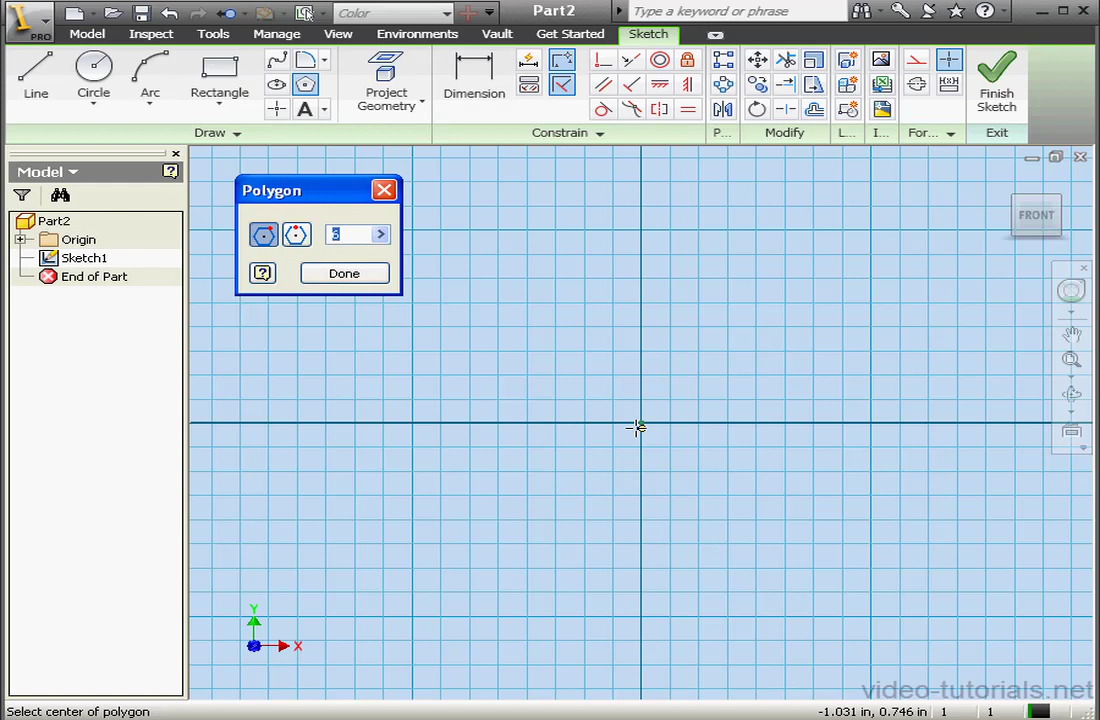 Color Part2 Type a keyword or phrase
PRO Model Inspect Tools Manage View Environments Vault Get Started Sketch
Line Circle Arc Rectangle Project Geometry Dimension Finish Sketch
Draw Constrain P... Modify L... I... For... Exit
Model
Part2
Origin
Sketch1
End of Part
Polygon
Done
FRONT
Y
X
video-tutorials.net
Select center of polygon -1.031 in, 0.746 in 1 1